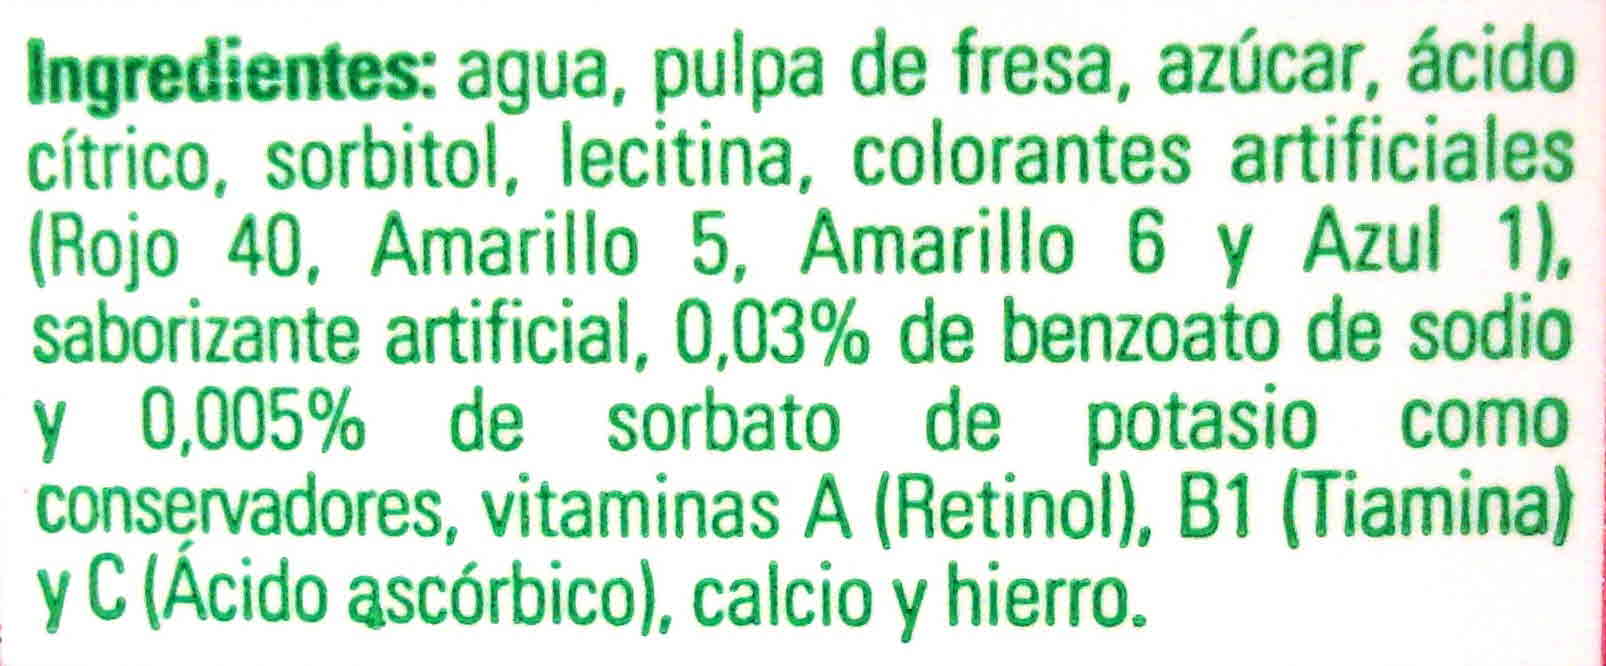 Ingredientes: agua, pulpa de fresa, azúcar, ácido
cítrico, sorbitol, lecitina, colorantes artificiales
(Rojo 40, Amarillo 5, Amarillo 6 y Azul 1),
saborizante artificial, 0,03% de benzoato de sodio
y 0,005% de sorbato de potasio como
conservadores, vitaminas A (Retinol), B1 (Tiamina)
y C (Ácido ascórbico), calcio y hierro.